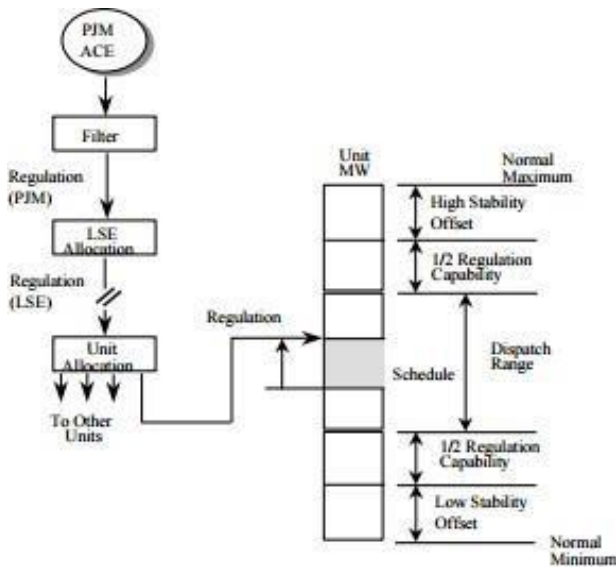 PJM
ACE
Filter
Regulation
(PJM)
LSE
Allocation
Regulation
(LSE)
Unit
Allocation
To Other
Units
Regulation
Unit
MW
Normal
Maximum
High Stability
Offset
1/2 Regulation
Capability
Schedule
Dispatch
Range
1/2 Regulation
Capability
Low Stability
Offset
Normal
Minimum